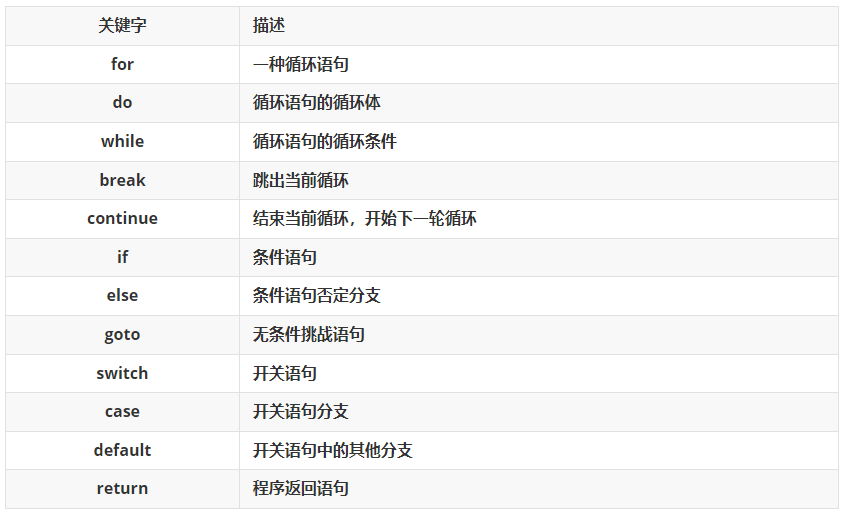 关键字 描述
for 一种循环语句
do 循环语句的循环体
while 循环语句的循环条件
break 跳出当前循环
continue 结束当前循环，开始下一轮循环
if 条件语句
else 条件语句否定分支
goto 无条件挑战语句
switch 开关语句
case 开关语句分支
default 开关语句中的其他分支
return 程序返回语句